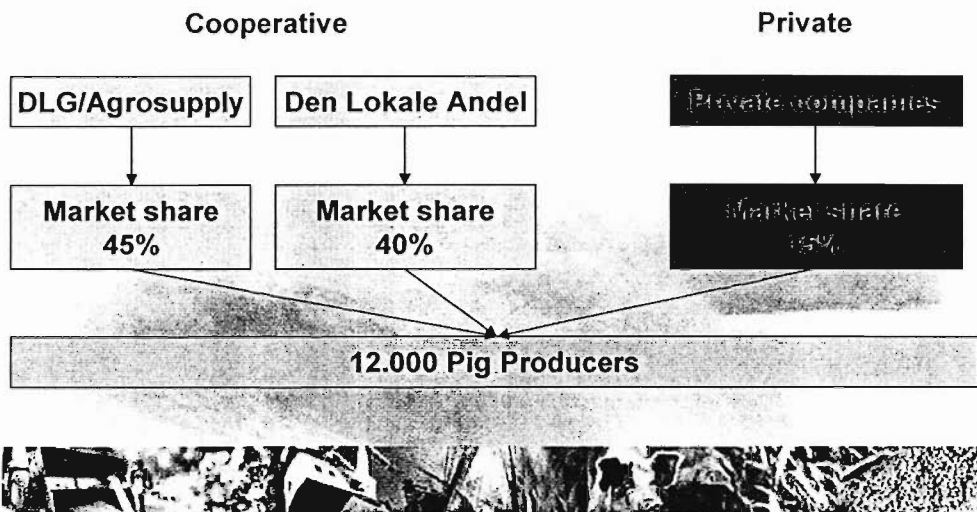 Cooperative
Private
DLG/Agrosupply
Den Lokale Andel
Private companies
Market share
45%
Market share
40%
Market share
15%
12.000 Pig Producers